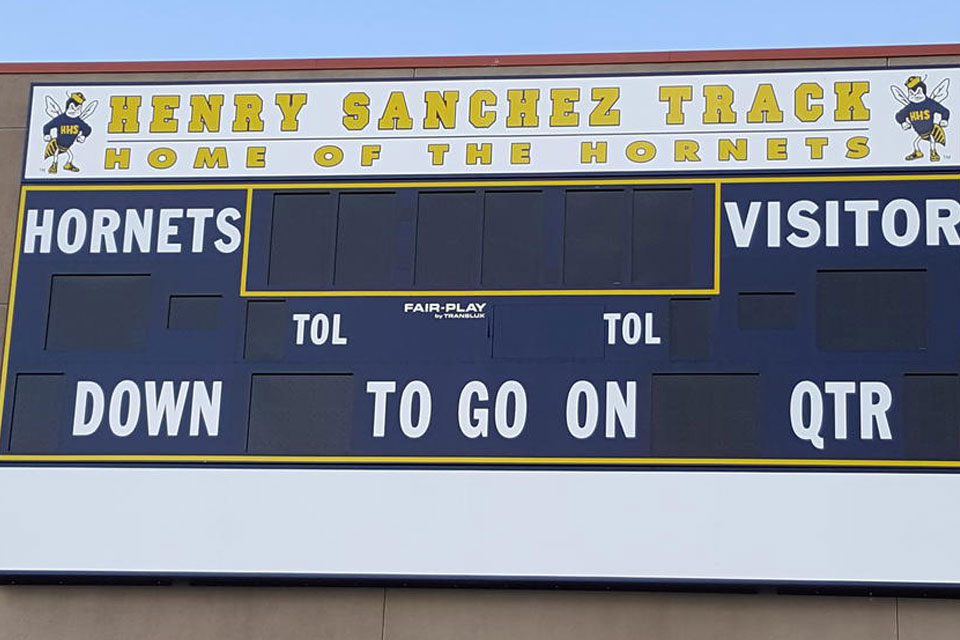 HENRY SANCHEZ TRACK
HOME OF THE HORNETS
HHS
HHS
HORNETS
VISITOR
FAIR-PLAY
by TRANS-LUX
TOL
TOL
DOWN
TO GO ON
QTR